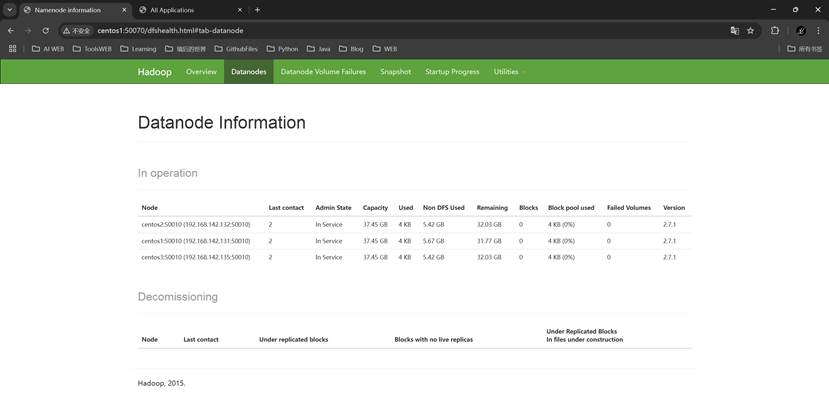 Namenode information
All Applications
不安全
centos1:50070/dfshealth.html#tab-datanode
AI WEB
ToolsWEB
Learning
墙后的世界
GithubFiles
Python
Java
Blog
WEB
所有书签
Hadoop Overview Datanodes Datanode Volume Failures Snapshot Startup Progress Utilities
Datanode Information
In operation
Node Last contact Admin State Capacity Used Non DFS Used Remaining Blocks Block pool used Failed Volumes Version
centos2:50010 (192.168.142.132:50010) 2 In Service 37.45 GB 4 KB 5.42 GB 32.03 GB 0 4 KB (0%) 0 2.7.1
centos1:50010 (192.168.142.131:50010) 2 In Service 37.45 GB 4 KB 5.67 GB 31.77 GB 0 4 KB (0%) 0 2.7.1
centos3:50010 (192.168.142.135:50010) 2 In Service 37.45 GB 4 KB 5.42 GB 32.03 GB 0 4 KB (0%) 0 2.7.1
Decomissioning
Node Last contact Under replicated blocks Blocks with no live replicas Under Replicated Blocks
In files under construction
Hadoop, 2015.